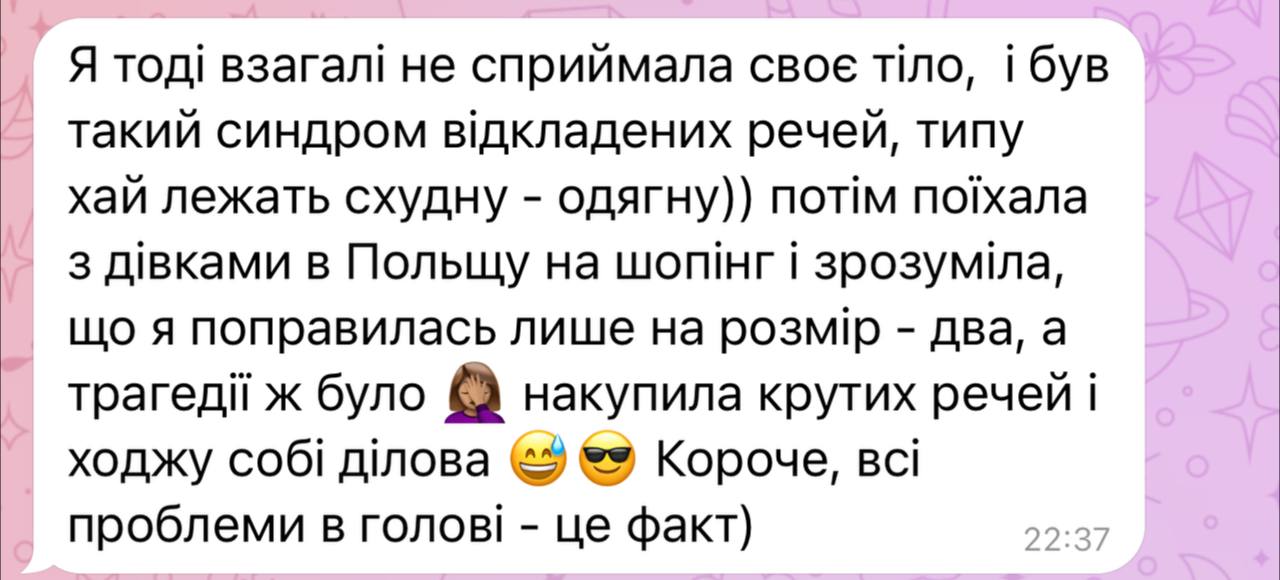 Я тоді взагалі не сприймала своє тіло,  і був
такий синдром відкладених речей, типу
хай лежать схудну - одягну)) потім поїхала
з дівками в Польщу на шопінг і зрозуміла,
що я поправилась лише на розмір - два, а
трагедії ж було 🤦🏽‍♀️ накупила крутих речей і
ходжу собі ділова 😅😎 Короче, всі
проблеми в голові - це факт)
22:37